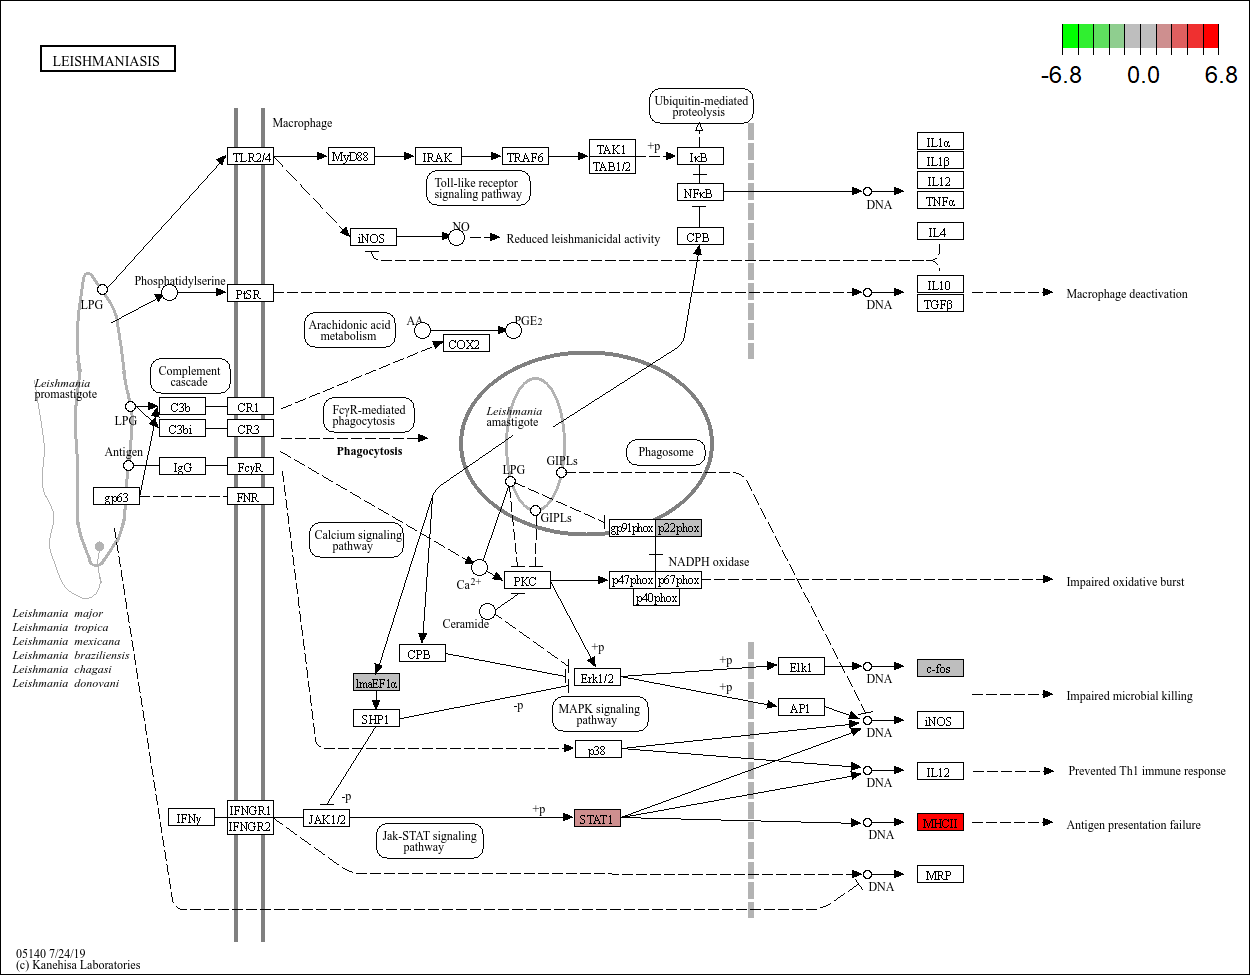 LEISHMANIASIS
-6.8 0.0 6.8
Macrophage
Ubiquitin-mediated
proteolysis
TLR2/4
MyD88
IRAK
TRAF6
TAK1
TAB1/2
+p
IκB
Toll-like receptor
signaling pathway
NFκB
DNA
IL1α
IL1β
IL12
TNFα
iNOS
NO
Reduced leishmanicidal activity
CPB
IL4
Phosphatidylserine
LPG
PtSR
DNA
IL10
TGFβ
Macrophage deactivation
Arachidonic acid
metabolism
AA
PGE2
COX2
Complement
cascade
Leishmania
promastigote
LPG
C3b
CR1
C3bi
CR3
FcγR-mediated
phagocytosis
Phagocytosis
Leishmania
amastigote
Phagosome
Antigen
IgG
FcγR
LPG
GIPLs
gp63
FNR
GIPLs
gp91phox
p22phox
Calcium signaling
pathway
NADPH oxidase
Ca2+
PKC
p47phox
p67phox
p40phox
Impaired oxidative burst
Ceramide
Leishmania major
Leishmania tropica
Leishmania mexicana
Leishmania braziliensis
Leishmania chagasi
Leishmania donovani
CPB
+p
Erk1/2
+p
+p
Elk1
DNA
c-fos
lmaEF1α
SHP1
-p
MAPK signaling
pathway
AP1
DNA
iNOS
Impaired microbial killing
p38
DNA
IL12
Prevented Th1 immune response
IFNγ
IFNGR1
IFNGR2
-p
JAK1/2
+p
STAT1
Jak-STAT signaling
pathway
DNA
MHCII
Antigen presentation failure
DNA
MRP
05140 7/24/19
(c) Kanehisa Laboratories